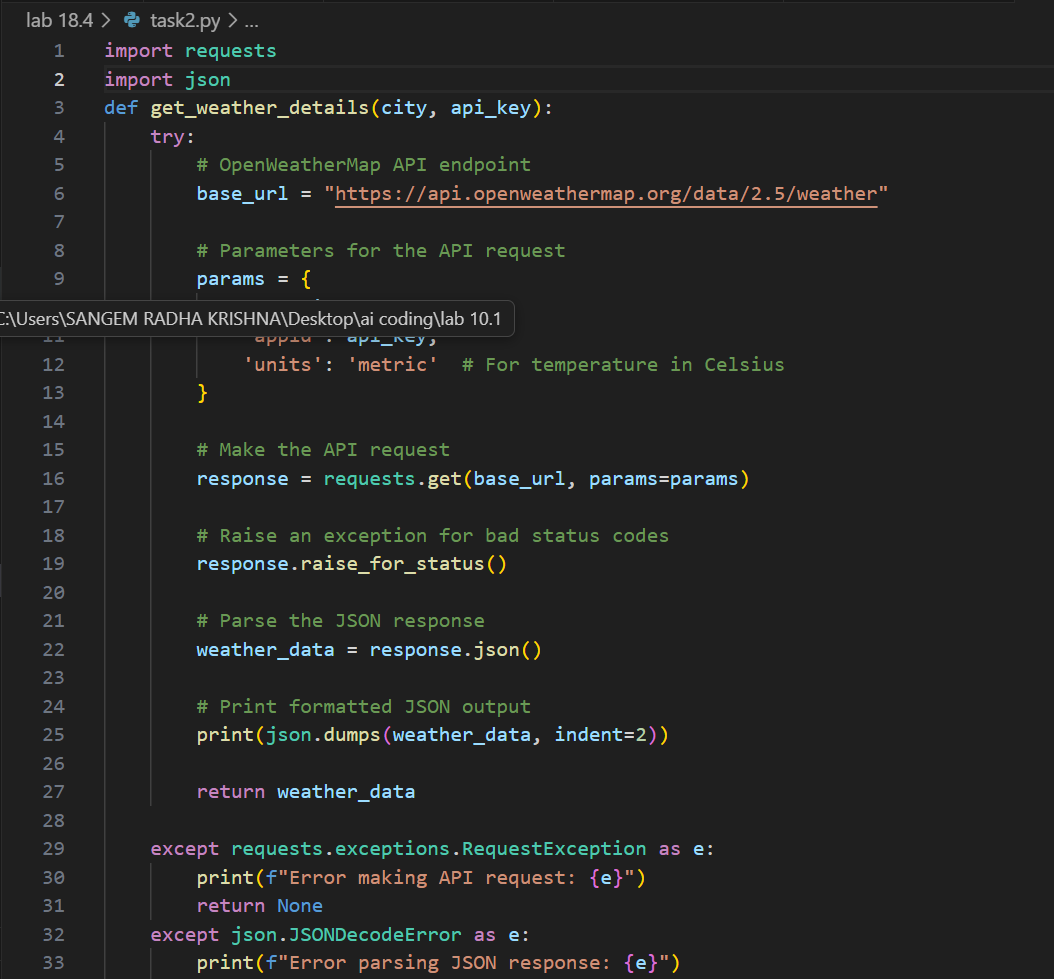 lab 18.4 > task2.py > ...
1 import requests
2 import json
3 def get_weather_details(city, api_key):
4     try:
5         # OpenWeatherMap API endpoint
6         base_url = "https://api.openweathermap.org/data/2.5/weather"
7
8         # Parameters for the API request
9         params = {
C:\Users\SANGEM RADHA KRISHNA\Desktop\ai coding\lab 10.1
11             'appid': api_key,
12             'units': 'metric'  # For temperature in Celsius
13         }
14
15         # Make the API request
16         response = requests.get(base_url, params=params)
17
18         # Raise an exception for bad status codes
19         response.raise_for_status()
20
21         # Parse the JSON response
22         weather_data = response.json()
23
24         # Print formatted JSON output
25         print(json.dumps(weather_data, indent=2))
26
27         return weather_data
28
29     except requests.exceptions.RequestException as e:
30         print(f"Error making API request: {e}")
31         return None
32     except json.JSONDecodeError as e:
33         print(f"Error parsing JSON response: {e}")